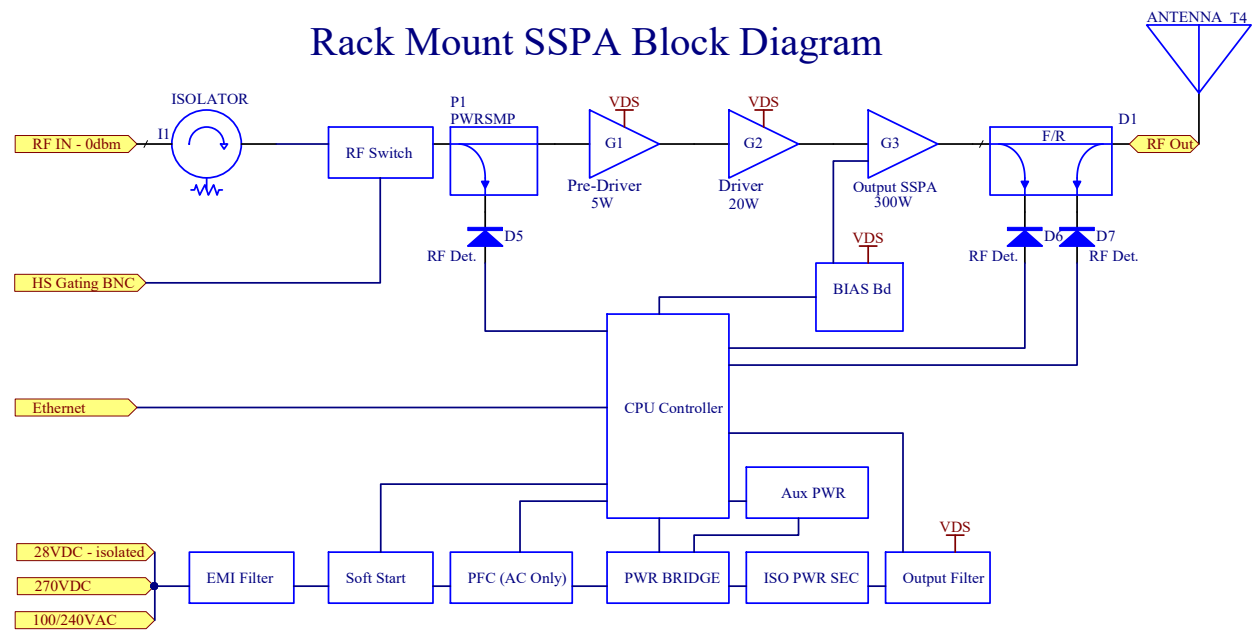 Rack Mount SSPA Block Diagram
ANTENNA T4
ISOLATOR
I1
RF IN - 0dbm
RF Switch
P1
PWRSMP
VDS
G1
Pre-Driver
5W
VDS
G2
Driver
20W
G3
Output SSPA
300W
D1
F/R
RF Out
D5
RF Det.
D6
RF Det.
D7
RF Det.
VDS
BIAS Bd
HS Gating BNC
Ethernet
CPU Controller
Aux PWR
28VDC - isolated
270VDC
100/240VAC
EMI Filter
Soft Start
PFC (AC Only)
PWR BRIDGE
ISO PWR SEC
VDS
Output Filter